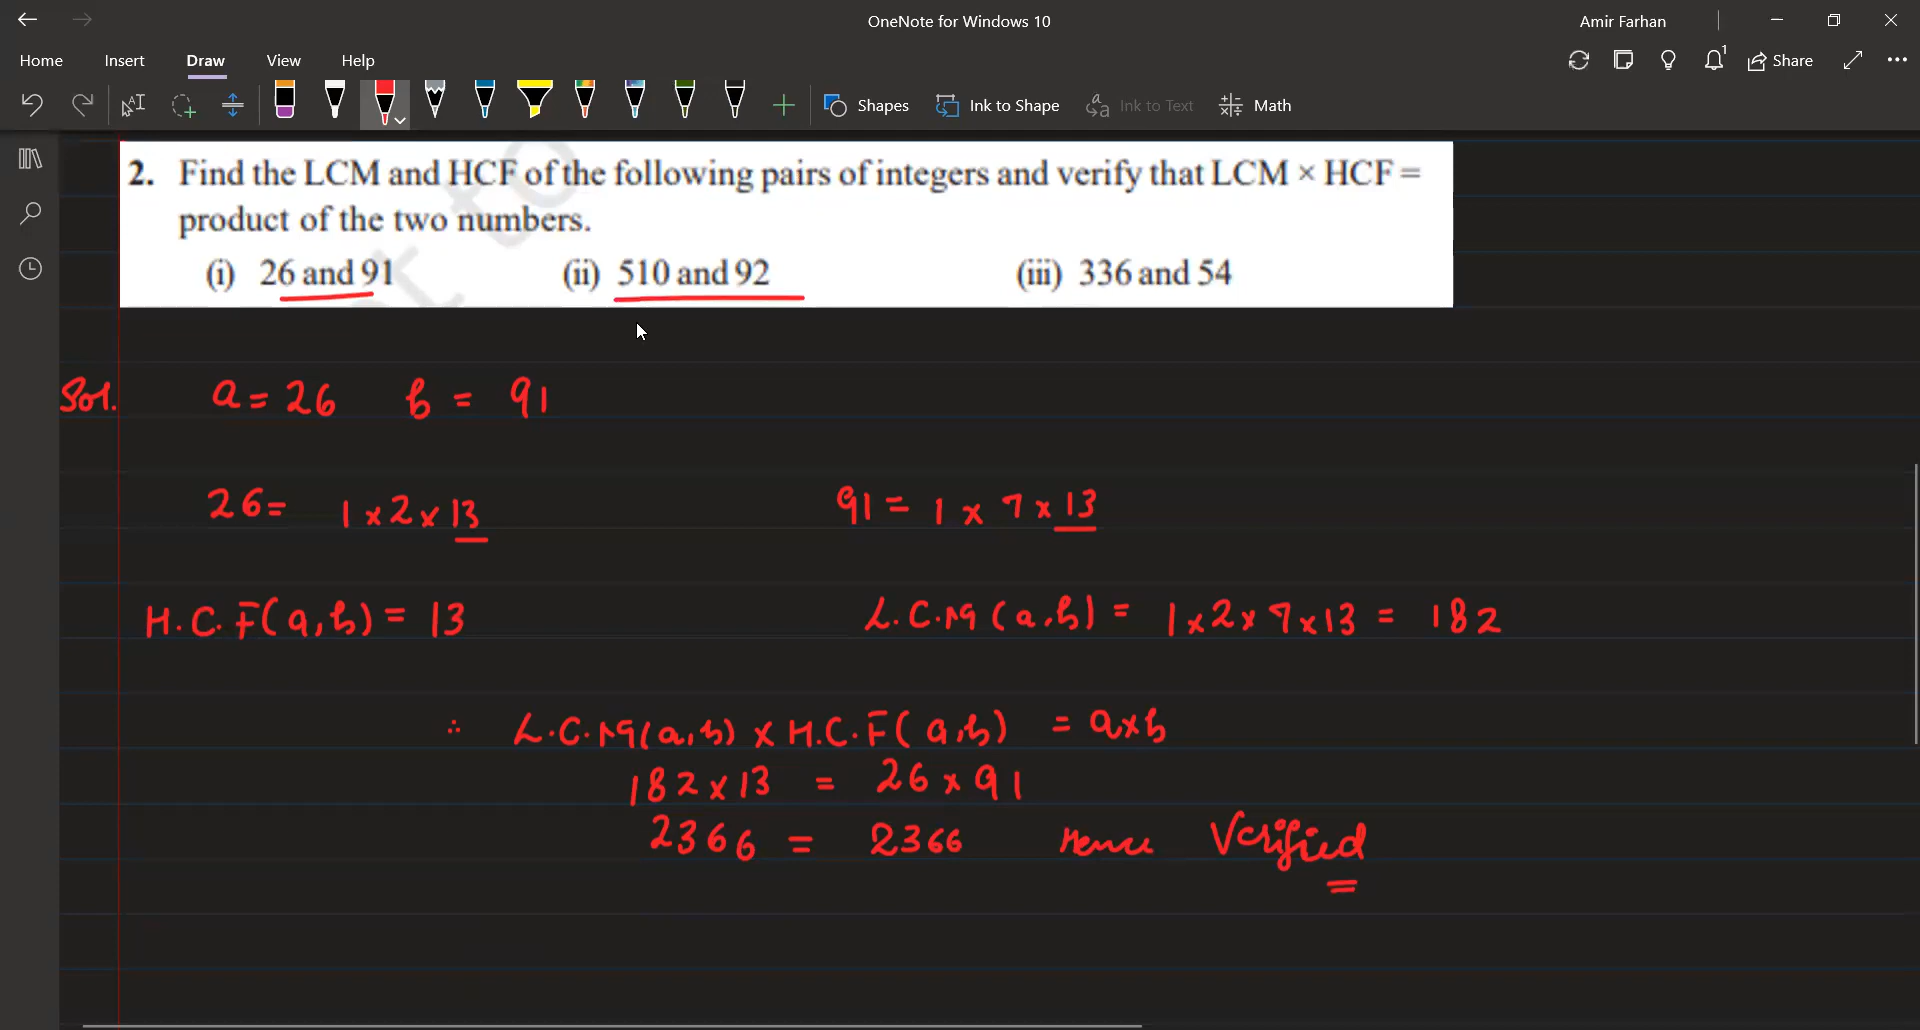 OneNote for Windows 10
Amir Farhan
Home Insert Draw View Help
1 Share
Shapes Ink to Shape Ink to Text Math
2. Find the LCM and HCF of the following pairs of integers and verify that LCM × HCF =
product of the two numbers.
(i) 26 and 91 (ii) 510 and 92 (iii) 336 and 54
Sol. a = 26 b = 91
26 = 1 × 2 × 13 91 = 1 × 7 × 13
H.C.F(a,b) = 13 L.C.M(a,b) = 1×2×7×13 = 182
∴ L.C.M(a,b) × H.C.F(a,b) = a×b
182×13 = 26×91
2366 = 2366 Hence Verified